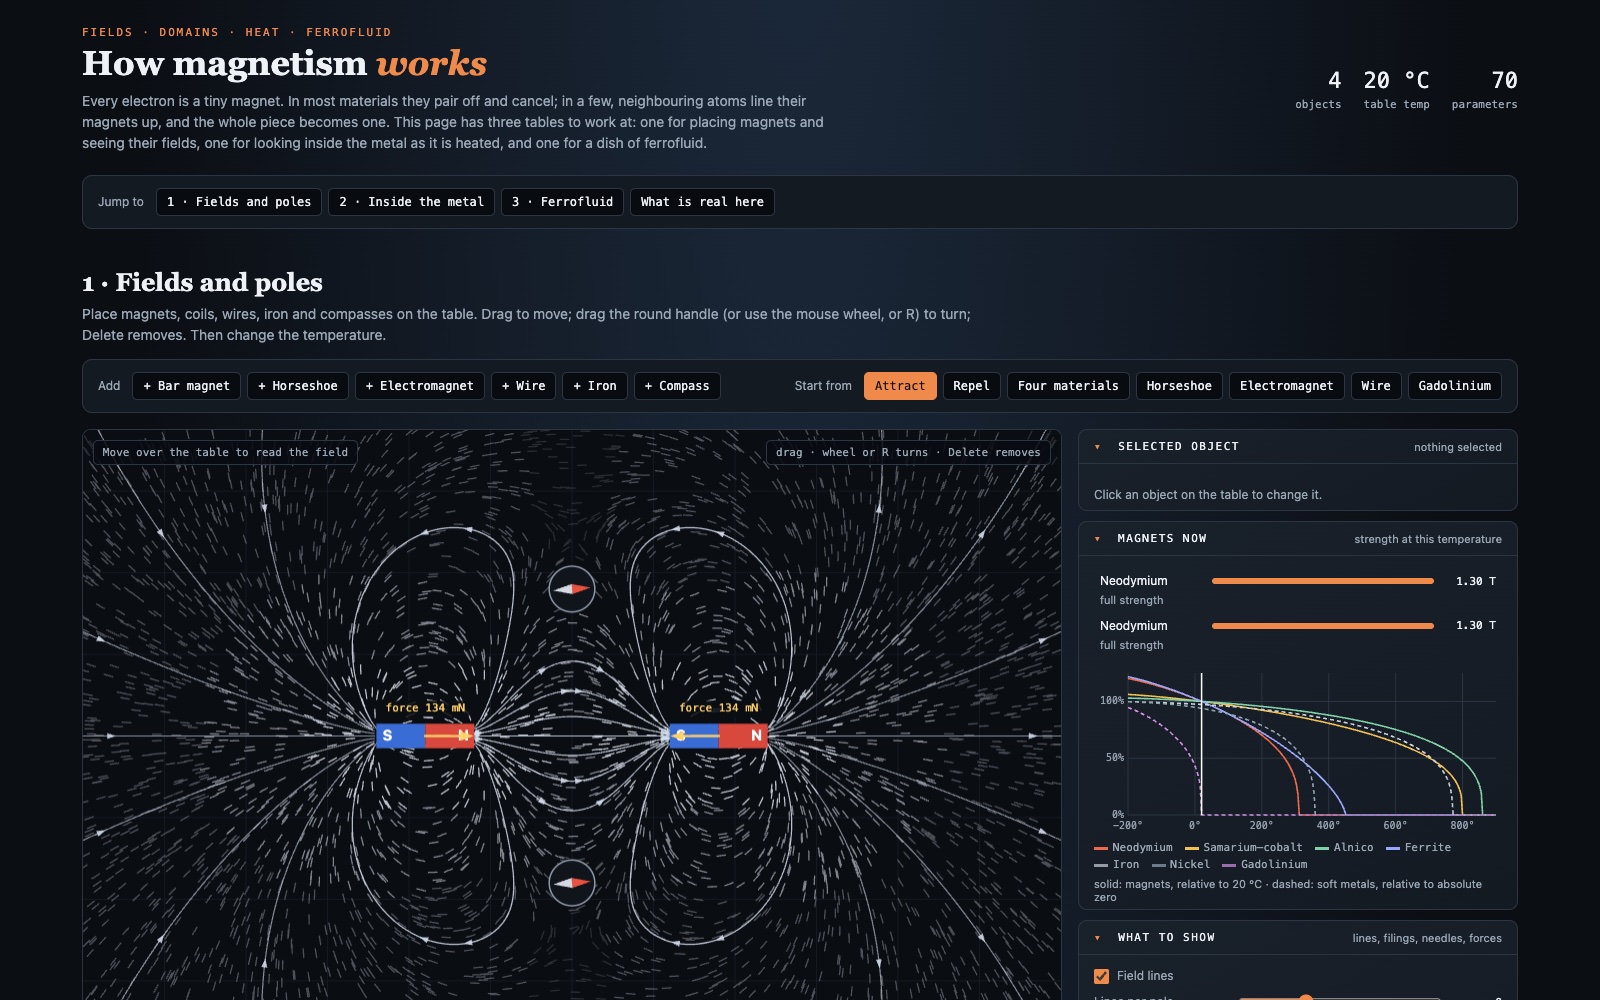 FIELDS · DOMAINS · HEAT · FERROFLUID
How magnetism works
Every electron is a tiny magnet. In most materials they pair off and cancel; in a few, neighbouring atoms line their
magnets up, and the whole piece becomes one. This page has three tables to work at: one for placing magnets and
seeing their fields, one for looking inside the metal as it is heated, and one for a dish of ferrofluid.
4 20 °C 70
objects table temp parameters
Jump to 1 · Fields and poles 2 · Inside the metal 3 · Ferrofluid What is real here
1 · Fields and poles
Place magnets, coils, wires, iron and compasses on the table. Drag to move; drag the round handle (or use the mouse wheel, or R) to turn;
Delete removes. Then change the temperature.
Add + Bar magnet + Horseshoe + Electromagnet + Wire + Iron + Compass Start from Attract Repel Four materials Horseshoe Electromagnet Wire Gadolinium
Move over the table to read the field drag · wheel or R turns · Delete removes
force 134 mN force 134 mN
S N S N
▾ SELECTED OBJECT nothing selected
Click an object on the table to change it.
▾ MAGNETS NOW strength at this temperature
Neodymium 1.30 T
full strength
Neodymium 1.30 T
full strength
100%
50%
0%
−200° 0° 200° 400° 600° 800°
Neodymium Samarium–cobalt Alnico Ferrite
Iron Nickel Gadolinium
solid: magnets, relative to 20 °C · dashed: soft metals, relative to absolute
zero
▾ WHAT TO SHOW lines, filings, needles, forces
Field lines